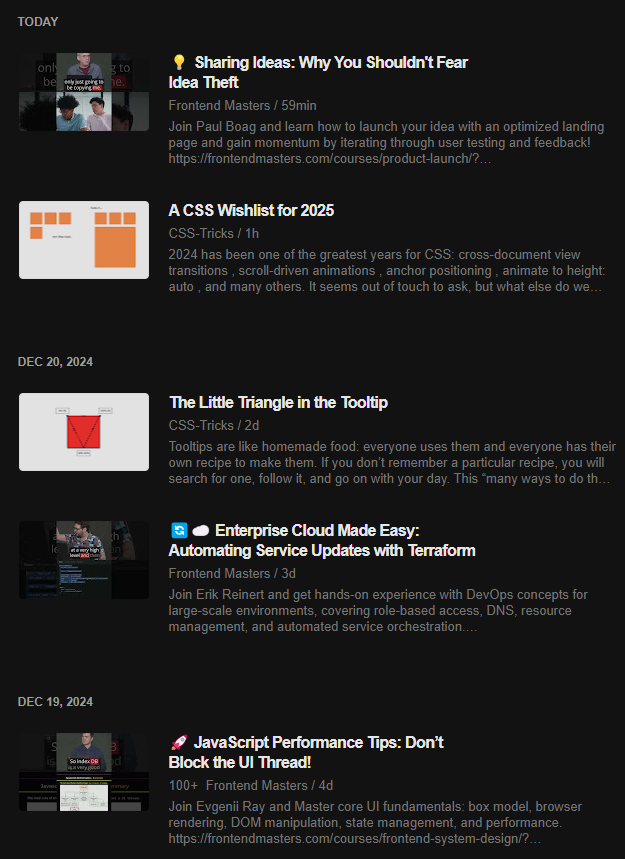 TODAY
💡 Sharing Ideas: Why You Shouldn't Fear
Idea Theft
Frontend Masters / 59min
Join Paul Boag and learn how to launch your idea with an optimized landing
page and gain momentum by iterating through user testing and feedback!
https://frontendmasters.com/courses/product-launch/?…
only just going to
be copying me.
A CSS Wishlist for 2025
CSS-Tricks / 1h
2024 has been one of the greatest years for CSS: cross-document view
transitions , scroll-driven animations , anchor positioning , animate to height:
auto , and many others. It seems out of touch to ask, but what else do we…
DEC 20, 2024
The Little Triangle in the Tooltip
CSS-Tricks / 2d
Tooltips are like homemade food: everyone uses them and everyone has their
own recipe to make them. If you don’t remember a particular recipe, you will
search for one, follow it, and go on with your day. This “many ways to do th…
🔄 ☁️ Enterprise Cloud Made Easy:
Automating Service Updates with Terraform
Frontend Masters / 3d
Join Erik Reinert and get hands-on experience with DevOps concepts for
large-scale environments, covering role-based access, DNS, resource
management, and automated service orchestration.…
at a very high
level and then
DEC 19, 2024
🚀 JavaScript Performance Tips: Don’t
Block the UI Thread!
100+ Frontend Masters / 4d
Join Evgenii Ray and Master core UI fundamentals: box model, browser
rendering, DOM manipulation, state management, and performance.
https://frontendmasters.com/courses/frontend-system-design/?…
So index DB
is a very good